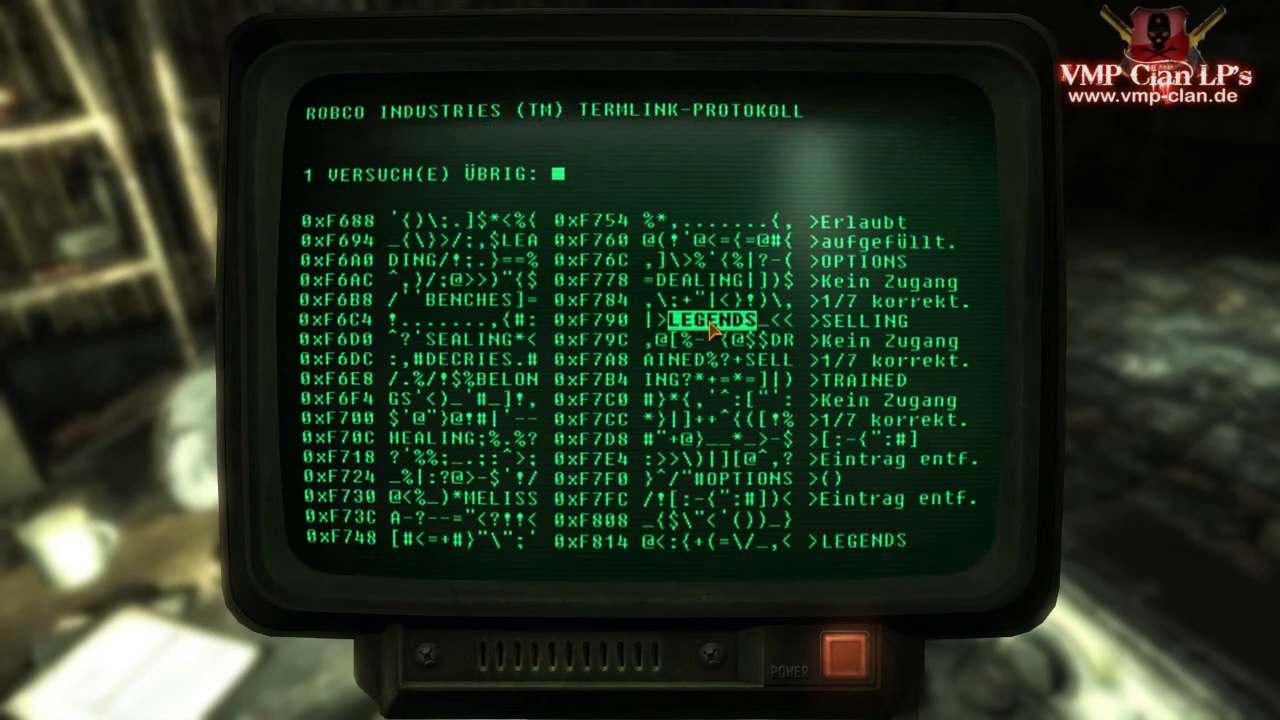 VMP Clan LP's
www.vmp-clan.de
ROBCO INDUSTRIES (TM) TERMLINK-PROTOKOLL
1 VERSUCH(E) ÜBRIG:
0xF688 '{)\;.]$*<%{ 0xF754 %*,:......{, >Erlaubt
0xF694 _{\}>/:,$LEA 0xF760 @(!'@<={=@#{ >aufgefüllt.
0xF6A0 DING/!;.}==% 0xF76C ,]\>%'{%|?-{ >OPTIONS
0xF6AC ^,)/;@>>)"{$ 0xF778 =DEALING|])$ >Kein Zugang
0xF6B8 /''BENCHES]= 0xF784 ,\;+"|<}!)\, >1/7 korrekt.
0xF6C4 !.......,{#: 0xF790 |>LEGENDS_<< >SELLING
0xF6D0 ^?'SEALING*< 0xF79C ,@[%-^{@$$DR >Kein Zugang
0xF6DC :,#DECRIES.# 0xF7A8 AINED%?+SELL >1/7 korrekt.
0xF6E8 /.%/!$%BELON 0xF7B4 ING?*+=*=]|) >TRAINED
0xF6F4 GS'<)_'#_]!, 0xF7C0 #}*{,'^:["': >Kein Zugang
0xF700 $'@"}@!#|'-- 0xF7CC *}|]++^{([!% >1/7 korrekt.
0xF70C HEALING;%.%? 0xF7D8 #"+@}__*_>-$ >[:-{":#]
0xF718 ?'%%;_.::^>; 0xF7E4 :>>\)|][@^,? >Eintrag entf.
0xF724 _%|:?@>-$'!/ 0xF7F0 }^/"#OPTIONS >()
0xF730 @<%_)*MELISS 0xF7FC /![:-{":#])< >Eintrag entf.
0xF73C A-?--="<?!!< 0xF808 _{$\"<'())_}
0xF748 [#<=+#}"\";' 0xF814 @<:{+(=\/_,< >LEGENDS
POWER